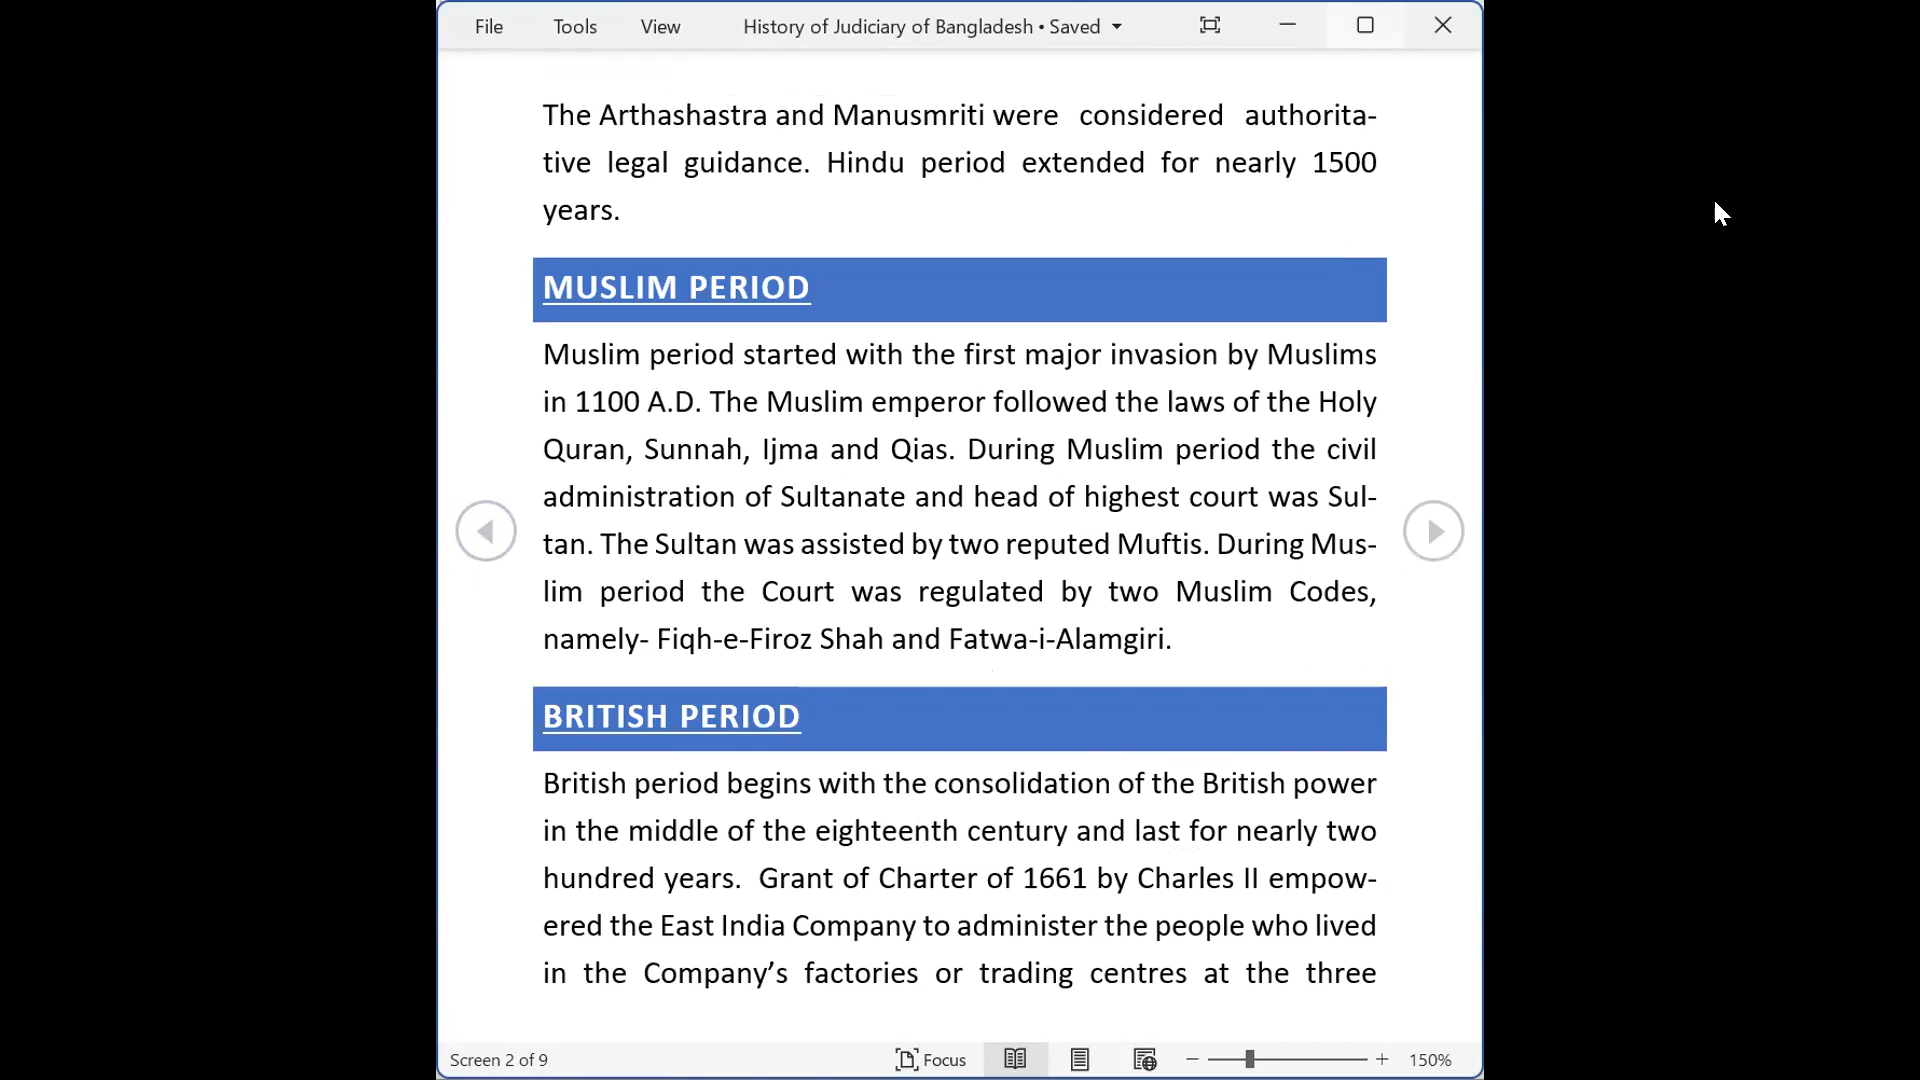 File Tools View History of Judiciary of Bangladesh • Saved
The Arthashastra and Manusmriti were considered authorita-
tive legal guidance. Hindu period extended for nearly 1500
years.
MUSLIM PERIOD
Muslim period started with the first major invasion by Muslims
in 1100 A.D. The Muslim emperor followed the laws of the Holy
Quran, Sunnah, Ijma and Qias. During Muslim period the civil
administration of Sultanate and head of highest court was Sul-
tan. The Sultan was assisted by two reputed Muftis. During Mus-
lim period the Court was regulated by two Muslim Codes,
namely- Fiqh-e-Firoz Shah and Fatwa-i-Alamgiri.
BRITISH PERIOD
British period begins with the consolidation of the British power
in the middle of the eighteenth century and last for nearly two
hundred years. Grant of Charter of 1661 by Charles II empow-
ered the East India Company to administer the people who lived
in the Company’s factories or trading centres at the three
Screen 2 of 9 Focus 150%